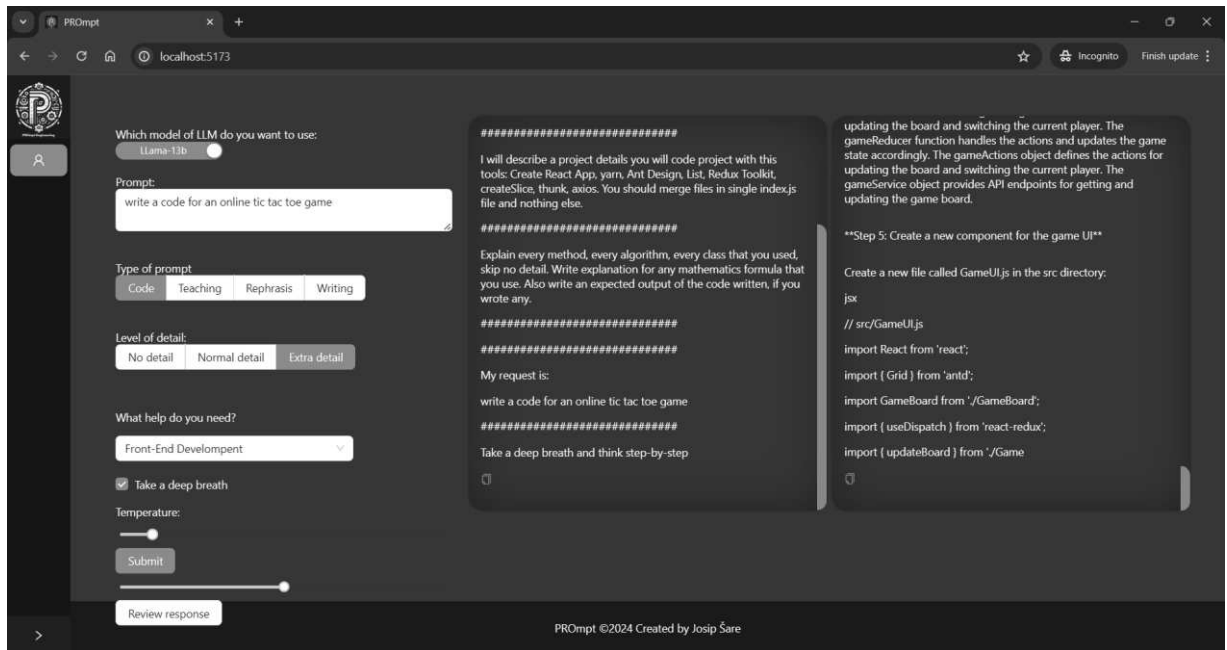 PROmpt
localhost:5173
Incognito
Finish update
Which model of LLM do you want to use:
LLama-13b
Prompt:
write a code for an online tic tac toe game
Type of prompt
Code Teaching Rephrasis Writing
Level of detail:
No detail Normal detail Extra detail
What help do you need?
Front-End Develompent
Take a deep breath
Temperature:
Submit
Review response
##############################
I will describe a project details you will code project with this
tools: Create React App, yarn, Ant Design, List, Redux Toolkit,
createSlice, thunk, axios. You should merge files in single index.js
file and nothing else.
##############################
Explain every method, every algorithm, every class that you used,
skip no detail. Write explanation for any mathematics formula that
you use. Also write an expected output of the code written, if you
wrote any.
##############################
##############################
My request is:
write a code for an online tic tac toe game
##############################
Take a deep breath and think step-by-step
updating the board and switching the current player. The
gameReducer function handles the actions and updates the game
state accordingly. The gameActions object defines the actions for
updating the board and switching the current player. The
gameService object provides API endpoints for getting and
updating the game board.
**Step 5: Create a new component for the game UI**
Create a new file called GameUI.js in the src directory:
jsx
// src/GameUI.js
import React from 'react';
import { Grid } from 'antd';
import GameBoard from './GameBoard';
import { useDispatch } from 'react-redux';
import { updateBoard } from './Game
PROmpt ©2024 Created by Josip Šare